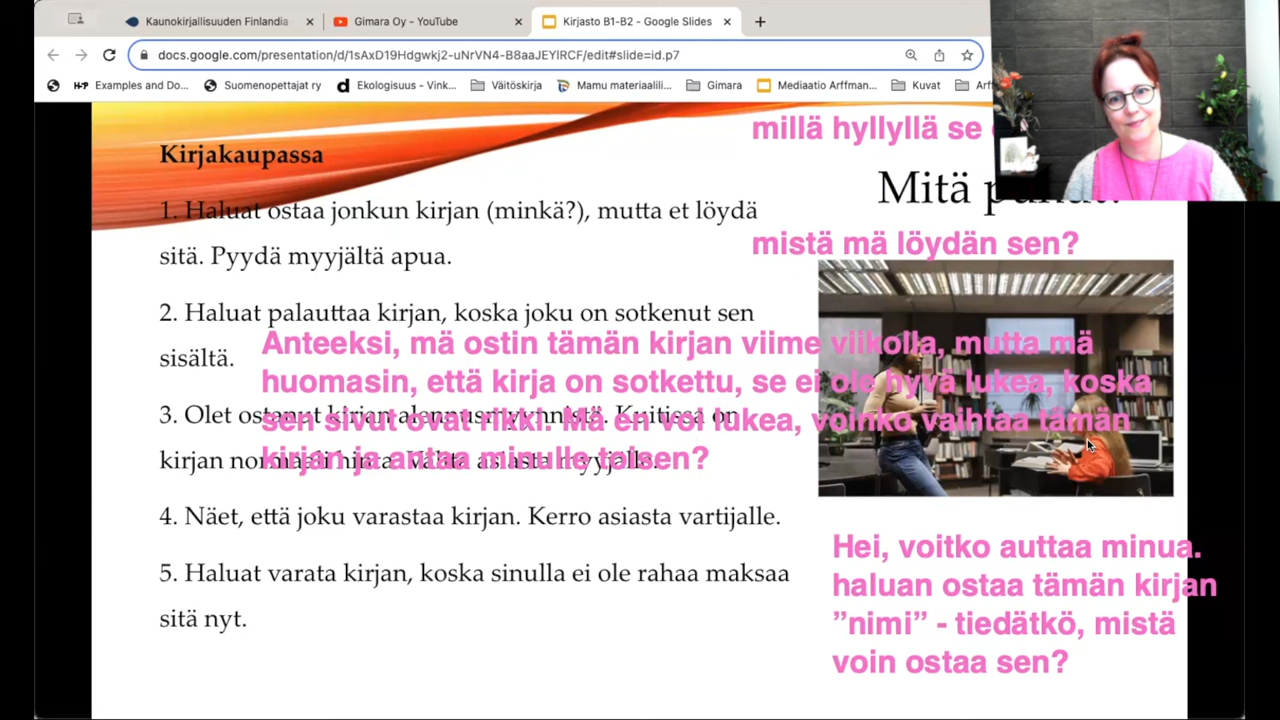 Kaunokirjallisuuden Finlandia
Gimara Oy - YouTube
Kirjasto B1-B2 - Google Slides
docs.google.com/presentation/d/1sAxD19Hdgwkj2-uNrVN4-B8aaJEYlRCF/edit#slide=id.p7
Examples and Do...
Suomenopettajat ry
Ekologisuus - Vink...
Väitöskirja
Mamu materiaalili...
Gimara
Mediaatio Arffman...
Kuvat
millä hyllyllä se
Kirjakaupassa
Mitä
1. Haluat ostaa jonkun kirjan (minkä?), mutta et löydä
sitä. Pyydä myyjältä apua.
mistä mä löydän sen?
2. Haluat palauttaa kirjan, koska joku on sotkenut sen
sisältä.
Anteeksi, mä ostin tämän kirjan viime viikolla, mutta mä
huomasin, että kirja on sotkettu, se ei ole hyvä lukea, koska
sen sivut ovat rikki. Mä en voi lukea, voinko vaihtaa tämän
kirjan ja antaa minulle toisen?
3. Olet ostanut kirjan alennusmyynnistä. Kuitissa on
kirjan
4. Näet, että joku varastaa kirjan. Kerro asiasta vartijalle.
5. Haluat varata kirjan, koska sinulla ei ole rahaa maksaa
sitä nyt.
Hei, voitko auttaa minua.
haluan ostaa tämän kirjan
”nimi” - tiedätkö, mistä
voin ostaa sen?